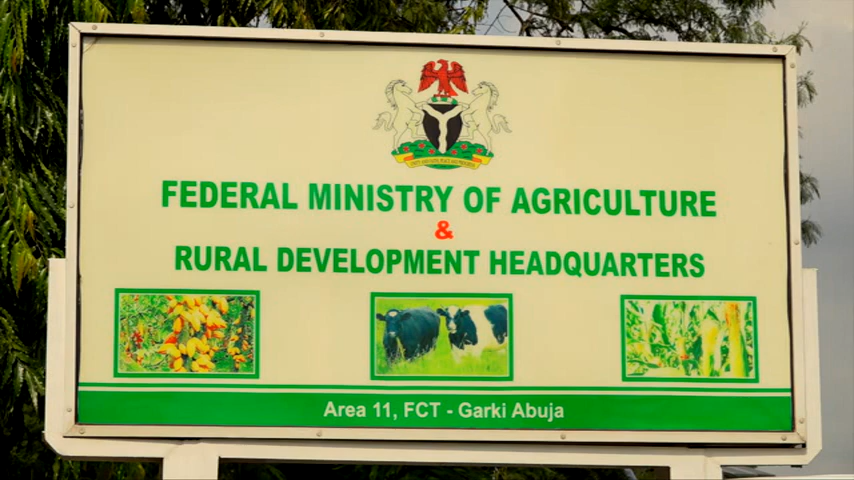 FEDERAL MINISTRY OF AGRICULTURE
&
RURAL DEVELOPMENT HEADQUARTERS
Area 11, FCT - Garki Abuja